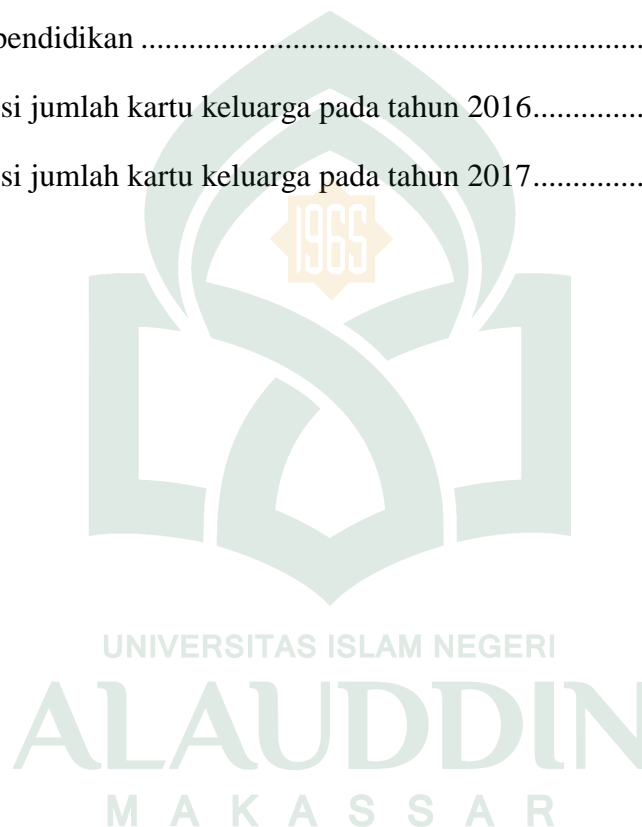 pendidikan ................................................................
si jumlah kartu keluarga pada tahun 2016..............
si jumlah kartu keluarga pada tahun 2017..............
1965
UNIVERSITAS ISLAM NEGERI
ALAUDDIN
MAKASSAR